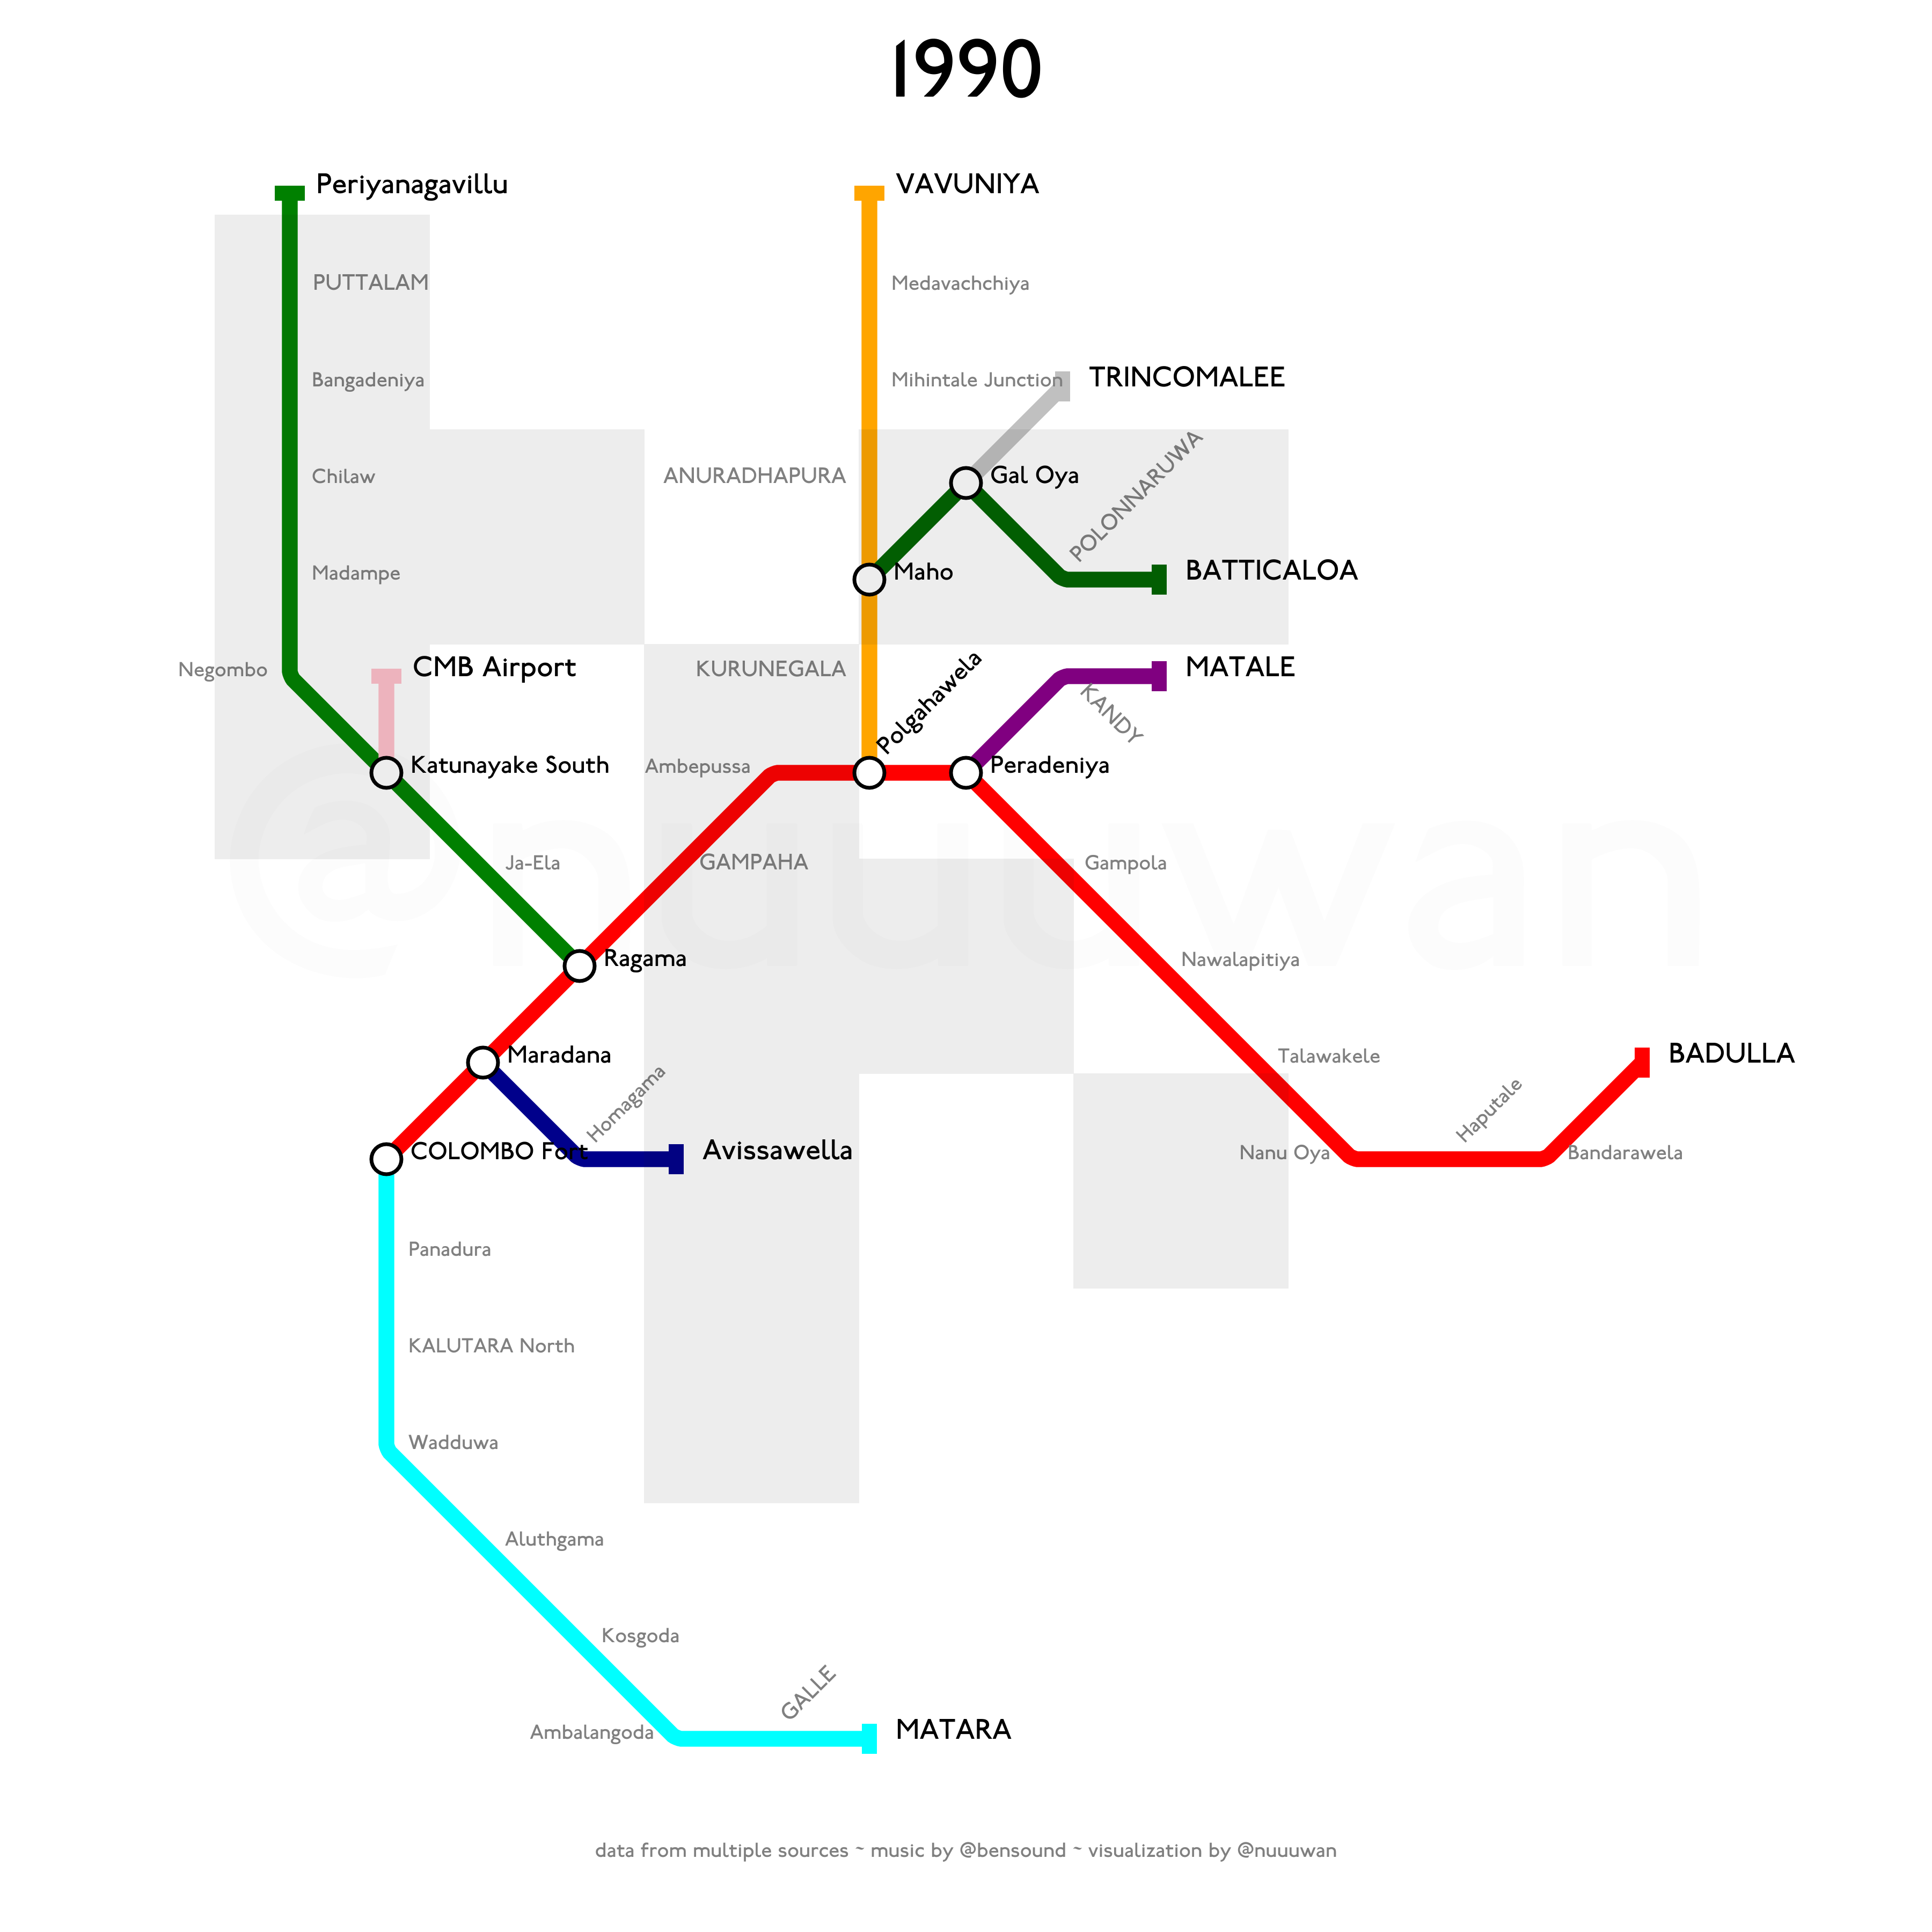 1990
Periyanagavillu
VAVUNIYA
PUTTALAM
Medavachchiya
Bangadeniya
Mihintale Junction
TRINCOMALEE
Chilaw
ANURADHAPURA
Gal Oya
POLONNARUWA
Madampe
Maho
BATTICALOA
Negombo
CMB Airport
KURUNEGALA
Polgahawela
MATALE
KANDY
Katunayake South
Ambepussa
Peradeniya
Ja-Ela
GAMPAHA
Gampola
@nuuuwan
Ragama
Nawalapitiya
Maradana
Homagama
Talawakele
Haputale
BADULLA
COLOMBO Fort
Avissawella
Nanu Oya
Bandarawela
Panadura
KALUTARA North
Wadduwa
Aluthgama
Kosgoda
GALLE
Ambalangoda
MATARA
data from multiple sources ~ music by @bensound ~ visualization by @nuuuwan